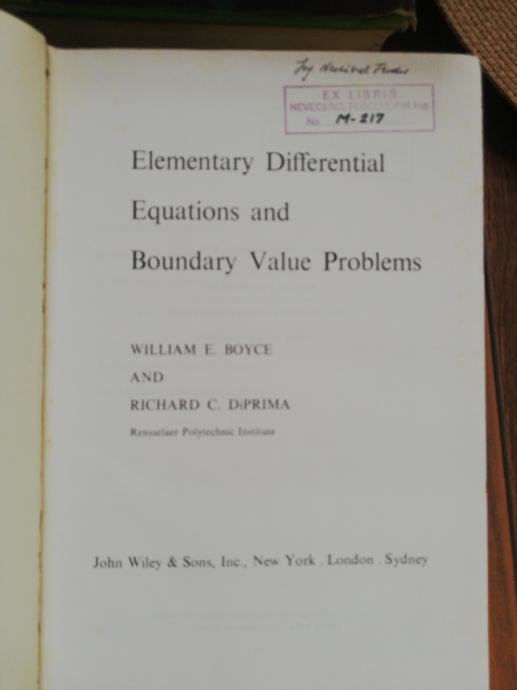 EX LIBRIS
No M-217
Elementary Differential
Equations and
Boundary Value Problems
WILLIAM E. BOYCE
AND
RICHARD C. DiPRIMA
Rensselaer Polytechnic Institute
John Wiley & Sons, Inc., New York . London . Sydney